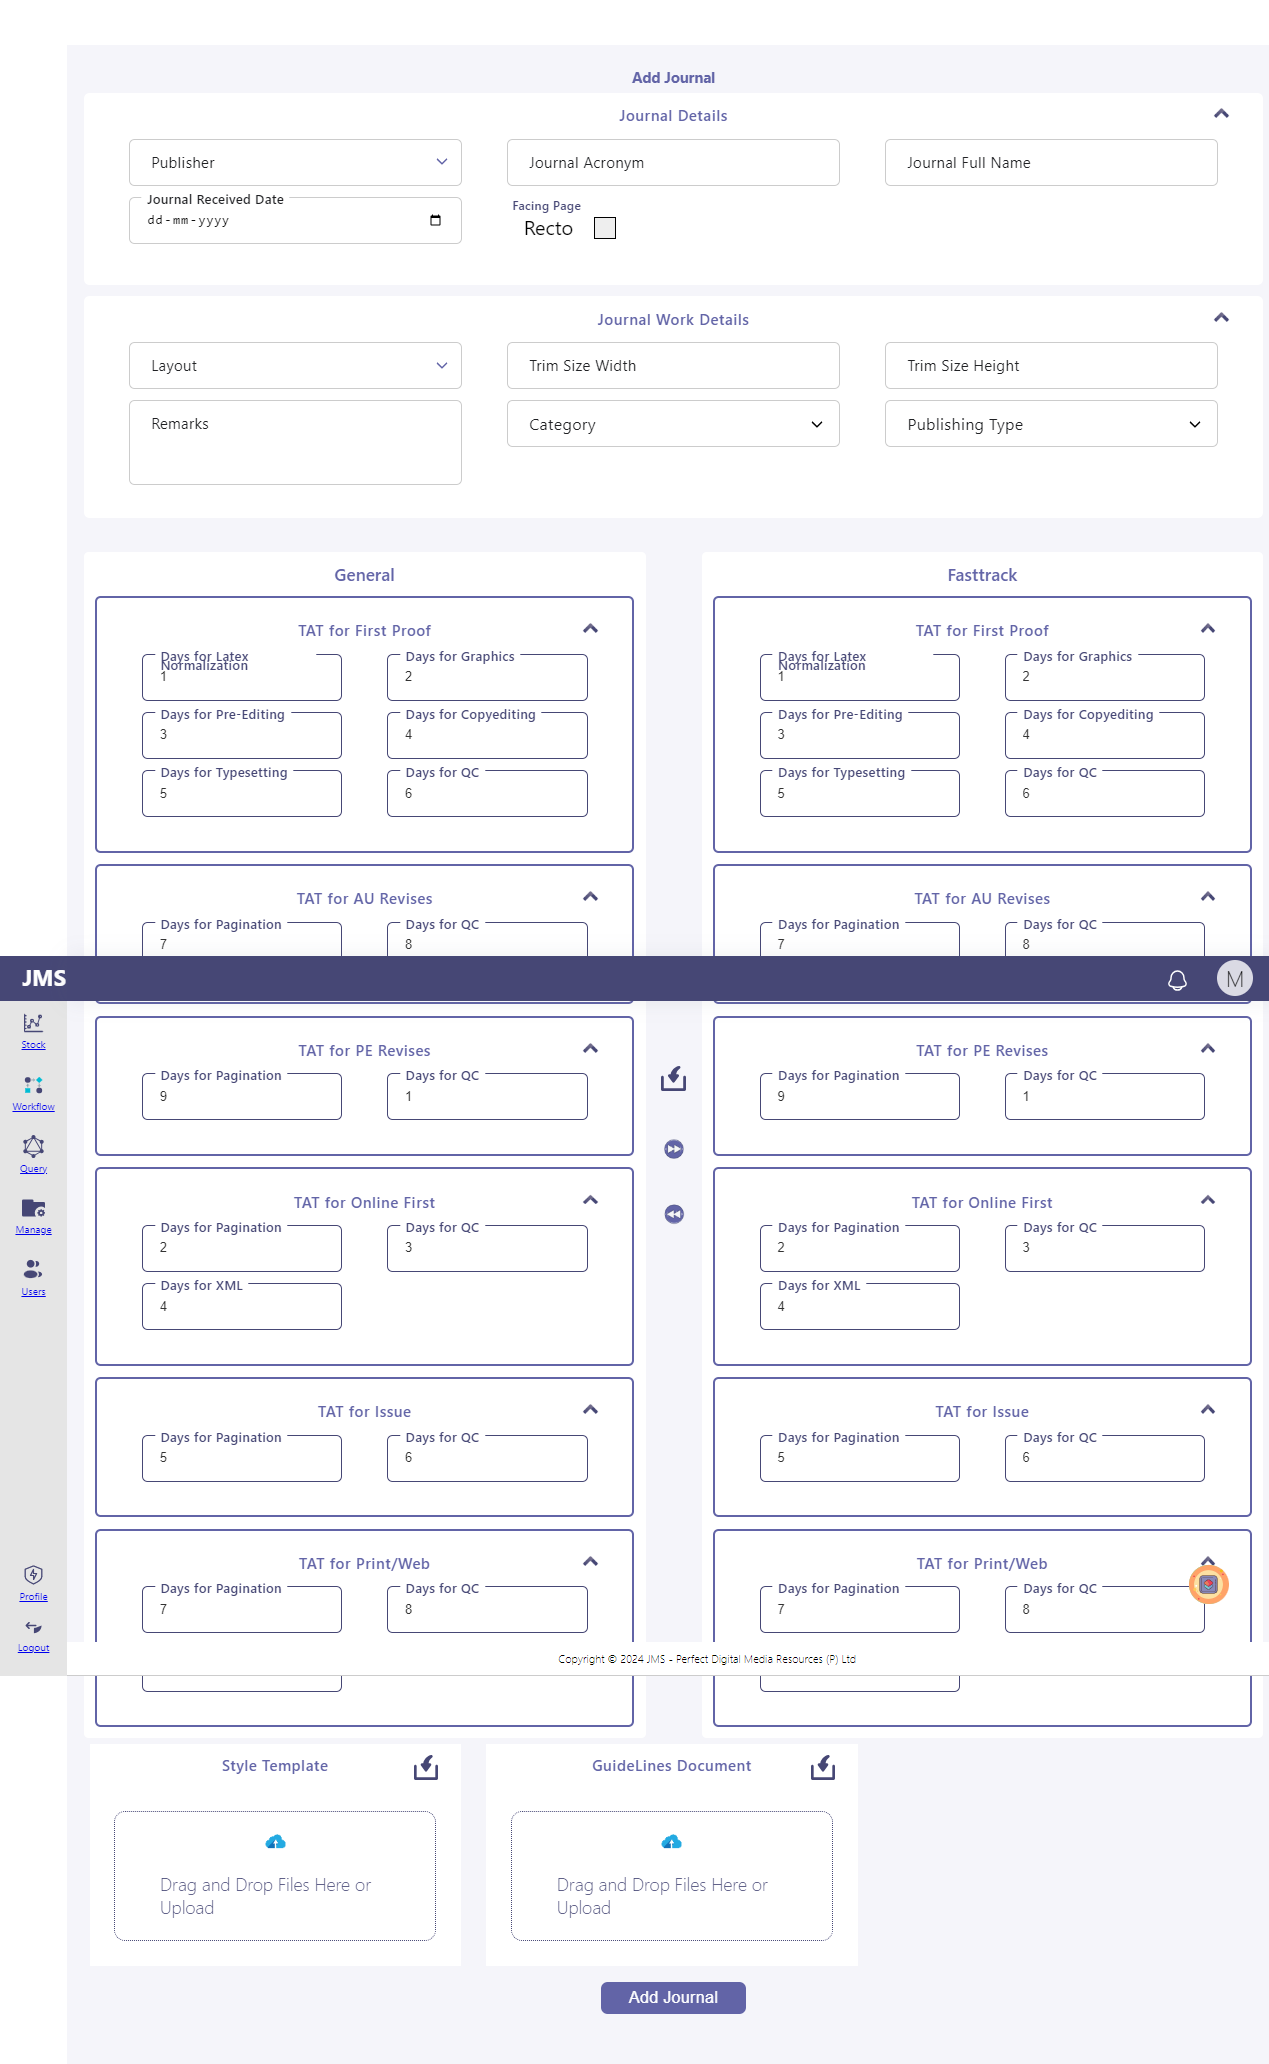 Add Journal
Journal Details
Publisher
Journal Acronym
Journal Full Name
Journal Received Date
dd-mm-yyyy
Facing Page
Recto
Journal Work Details
Layout
Trim Size Width
Trim Size Height
Remarks
Category
Publishing Type
General
TAT for First Proof
Days for Latex
Normalization
1
Days for Graphics
2
Days for Pre-Editing
3
Days for Copyediting
4
Days for Typesetting
5
Days for QC
6
TAT for AU Revises
Days for Pagination
7
Days for QC
8
Fasttrack
TAT for First Proof
Days for Latex
Normalization
1
Days for Graphics
2
Days for Pre-Editing
3
Days for Copyediting
4
Days for Typesetting
5
Days for QC
6
TAT for AU Revises
Days for Pagination
7
Days for QC
8
JMS
M
Stock
Workflow
Query
Manage
Users
Profile
Logout
TAT for PE Revises
Days for Pagination
9
Days for QC
1
TAT for Online First
Days for Pagination
2
Days for QC
3
Days for XML
4
TAT for Issue
Days for Pagination
5
Days for QC
6
TAT for Print/Web
Days for Pagination
7
Days for QC
8
TAT for PE Revises
Days for Pagination
9
Days for QC
1
TAT for Online First
Days for Pagination
2
Days for QC
3
Days for XML
4
TAT for Issue
Days for Pagination
5
Days for QC
6
TAT for Print/Web
Days for Pagination
7
Days for QC
8
Copyright © 2024 JMS - Perfect Digital Media Resources (P) Ltd
Style Template
Drag and Drop Files Here or
Upload
GuideLines Document
Drag and Drop Files Here or
Upload
Add Journal